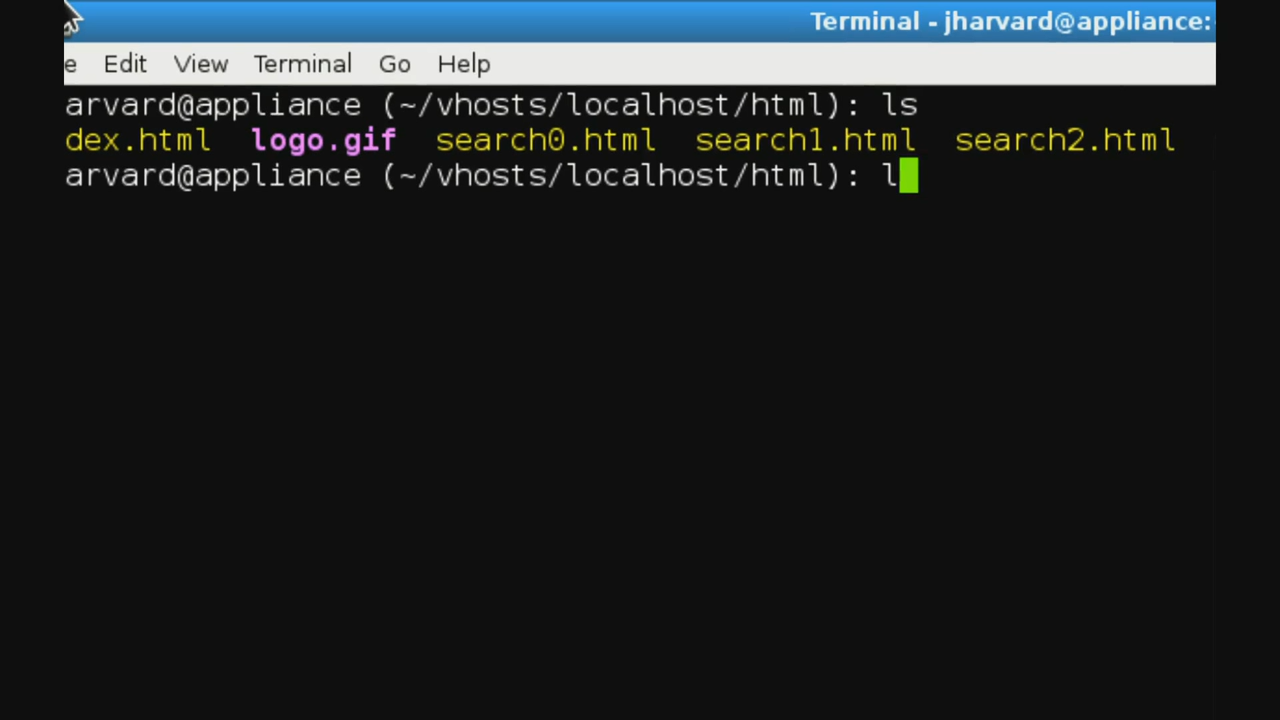 Terminal - jharvard@appliance:
e Edit View Terminal Go Help
arvard@appliance (~/vhosts/localhost/html): ls
dex.html logo.gif search0.html search1.html search2.html
arvard@appliance (~/vhosts/localhost/html): l